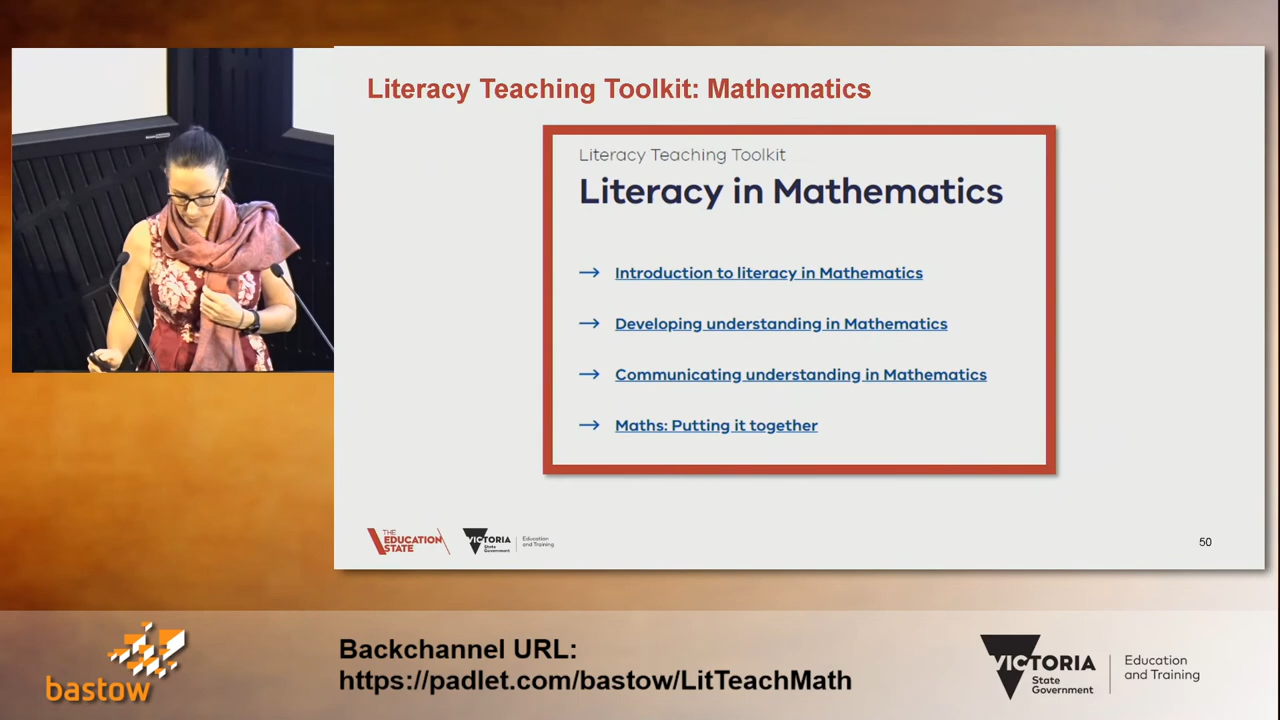 Literacy Teaching Toolkit: Mathematics
Literacy Teaching Toolkit
Literacy in Mathematics
→ Introduction to literacy in Mathematics
→ Developing understanding in Mathematics
→ Communicating understanding in Mathematics
→ Maths: Putting it together
THE
EDUCATION
STATE
VICTORIA
State
Government
Education
and Training
50
bastow
Backchannel URL:
https://padlet.com/bastow/LitTeachMath
VICTORIA
State
Government
Education
and Training